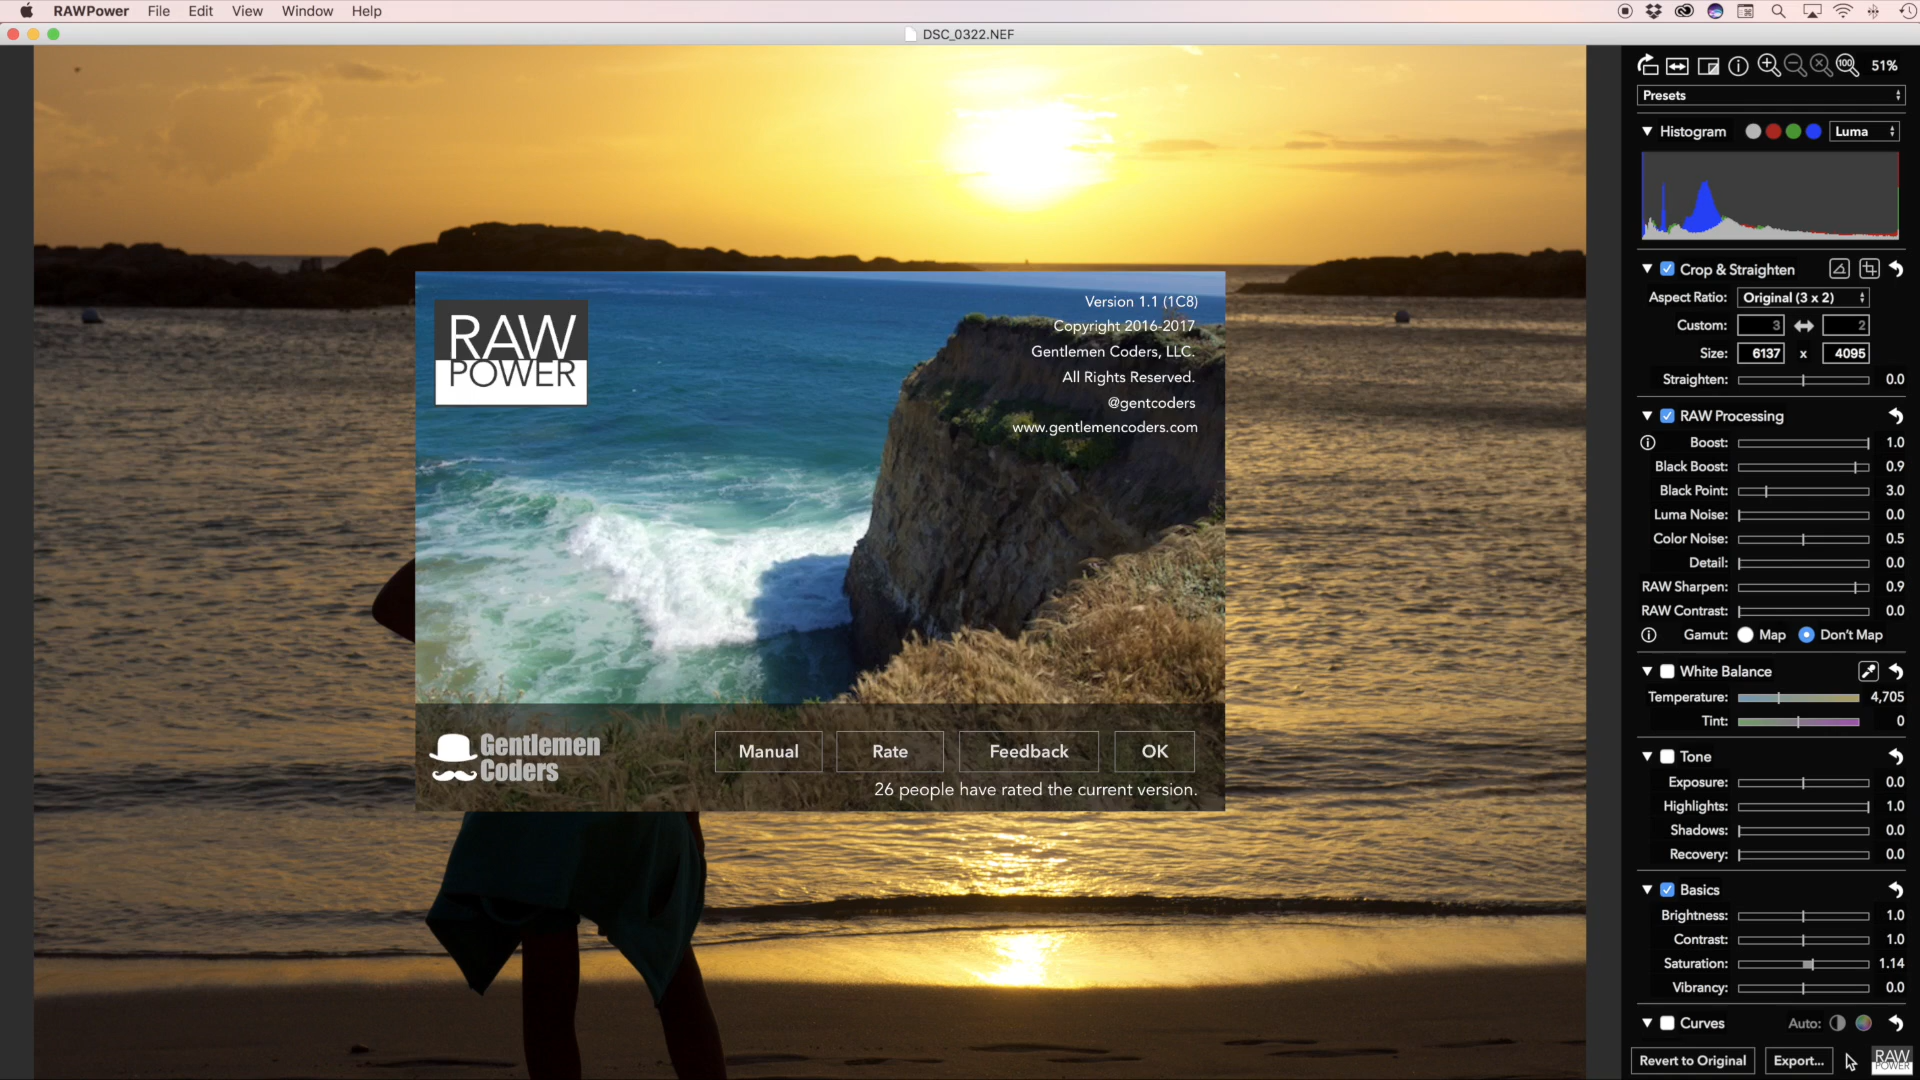 RAWPower File Edit View Window Help
DSC_0322.NEF
100 51%
Presets
Histogram Luma
Crop & Straighten
Aspect Ratio: Original (3 x 2)
Custom: 3 2
Size: 6137 x 4095
Straighten: 0.0
RAW Processing
Boost: 1.0
Black Boost: 0.9
Black Point: 3.0
Luma Noise: 0.0
Color Noise: 0.5
Detail: 0.0
RAW Sharpen: 0.9
RAW Contrast: 0.0
Gamut: Map Don't Map
White Balance
Temperature: 4,705
Tint: 0
Tone
Exposure: 0.0
Highlights: 1.0
Shadows: 0.0
Recovery: 0.0
Basics
Brightness: 1.0
Contrast: 1.0
Saturation: 1.14
Vibrancy: 0.0
Curves Auto:
Revert to Original Export...
RAW
POWER
RAW
POWER
Version 1.1 (1C8)
Copyright 2016-2017
Gentlemen Coders, LLC.
All Rights Reserved.
@gentcoders
www.gentlemencoders.com
Gentlemen
Coders
Manual Rate Feedback OK
26 people have rated the current version.